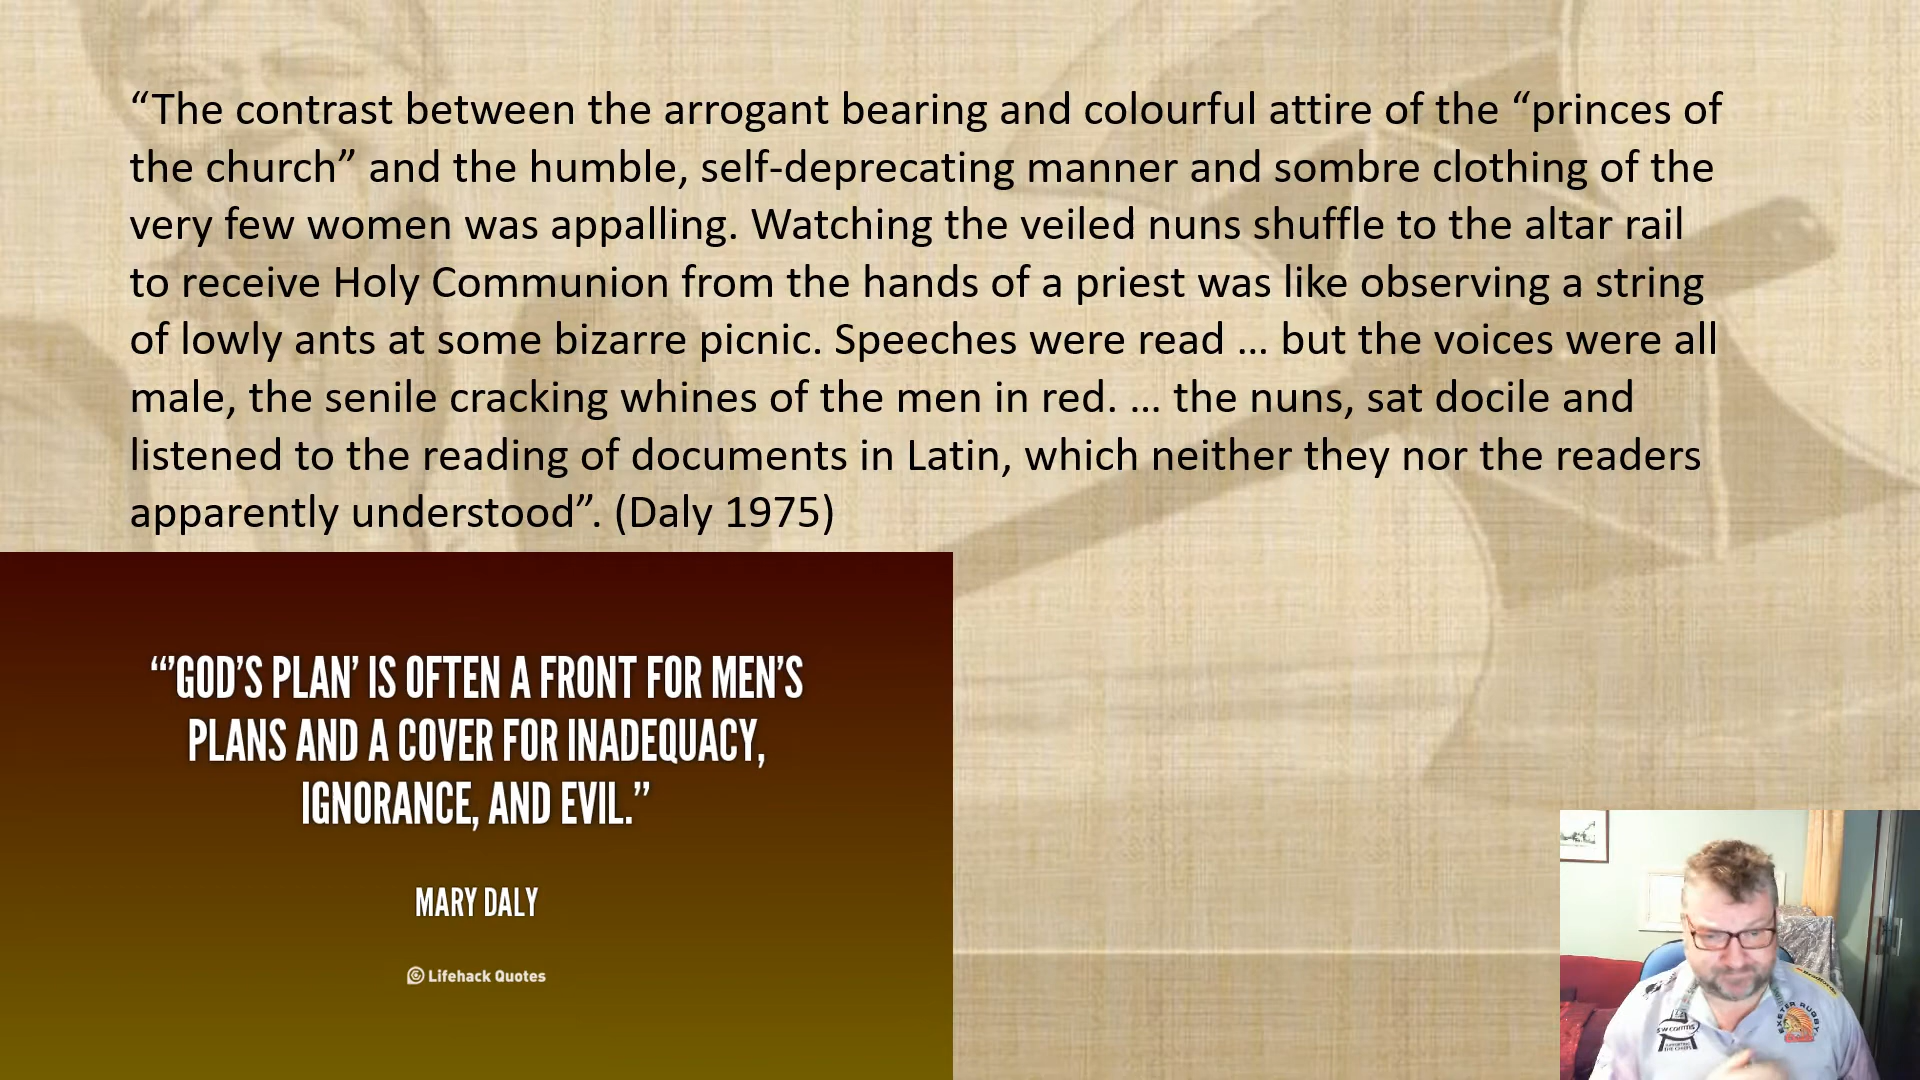 “The contrast between the arrogant bearing and colourful attire of the “princes of
the church” and the humble, self-deprecating manner and sombre clothing of the
very few women was appalling. Watching the veiled nuns shuffle to the altar rail
to receive Holy Communion from the hands of a priest was like observing a string
of lowly ants at some bizarre picnic. Speeches were read … but the voices were all
male, the senile cracking whines of the men in red. … the nuns, sat docile and
listened to the reading of documents in Latin, which neither they nor the readers
apparently understood”. (Daly 1975)
“’GOD’S PLAN’ IS OFTEN A FRONT FOR MEN’S
PLANS AND A COVER FOR INADEQUACY,
IGNORANCE, AND EVIL.”
MARY DALY
Lifehack Quotes
SW COMMS
EXETER RUGBY